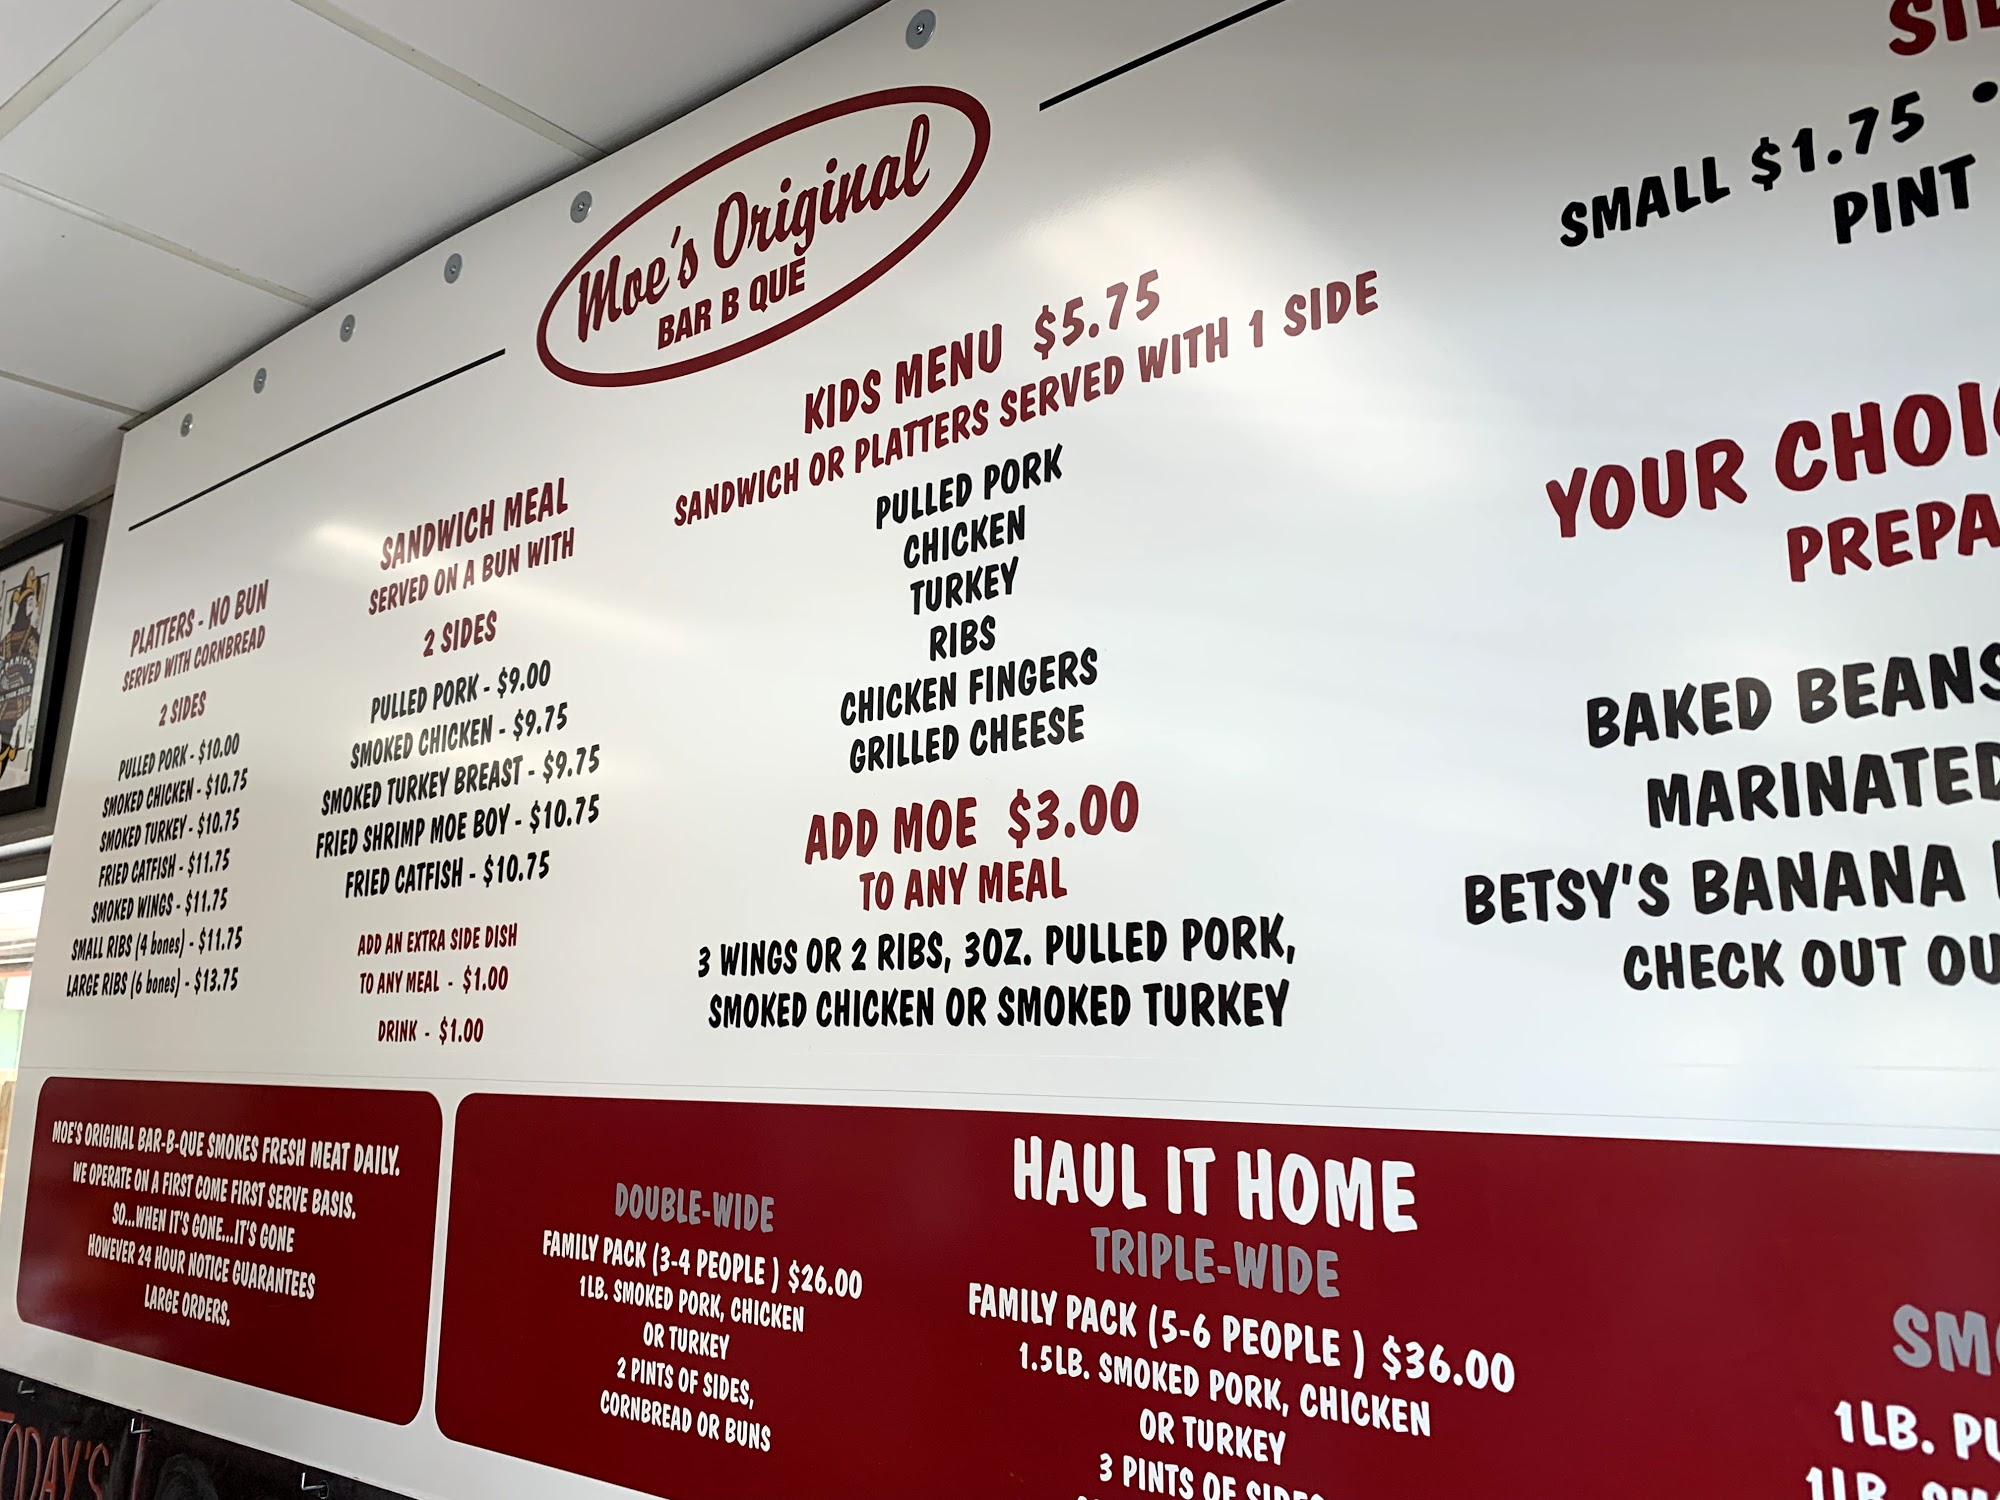 Moe's Original
BAR B QUE
PLATTERS - NO BUN
SERVED WITH CORNBREAD
2 SIDES
PULLED PORK - $10.00
SMOKED CHICKEN - $10.75
SMOKED TURKEY - $10.75
FRIED CATFISH - $11.75
SMOKED WINGS - $11.75
SMALL RIBS (4 bones) - $11.75
LARGE RIBS (6 bones) - $13.75
SANDWICH MEAL
SERVED ON A BUN WITH
2 SIDES
PULLED PORK - $9.00
SMOKED CHICKEN - $9.75
SMOKED TURKEY BREAST - $9.75
FRIED SHRIMP MOE BOY - $10.75
FRIED CATFISH - $10.75
ADD AN EXTRA SIDE DISH
TO ANY MEAL - $1.00
DRINK - $1.00
KIDS MENU $5.75
SANDWICH OR PLATTERS SERVED WITH 1 SIDE
PULLED PORK
CHICKEN
TURKEY
RIBS
CHICKEN FINGERS
GRILLED CHEESE
ADD MOE $3.00
TO ANY MEAL
3 WINGS OR 2 RIBS, 3OZ. PULLED PORK,
SMOKED CHICKEN OR SMOKED TURKEY
SMALL $1.75 •
PINT
YOUR CHOIC
PREPA
BAKED BEANS
MARINATED
BETSY'S BANANA
CHECK OUT OU
MOE'S ORIGINAL BAR-B-QUE SMOKES FRESH MEAT DAILY.
WE OPERATE ON A FIRST COME FIRST SERVE BASIS.
SO...WHEN IT'S GONE...IT'S GONE
HOWEVER 24 HOUR NOTICE GUARANTEES
LARGE ORDERS.
HAUL IT HOME
DOUBLE-WIDE
FAMILY PACK (3-4 PEOPLE ) $26.00
1LB. SMOKED PORK, CHICKEN
OR TURKEY
2 PINTS OF SIDES,
CORNBREAD OR BUNS
TRIPLE-WIDE
FAMILY PACK (5-6 PEOPLE ) $36.00
1.5LB. SMOKED PORK, CHICKEN
OR TURKEY
3 PINTS OF SIDES
SMO
1LB. PU
1LB. SM
TODAY'S